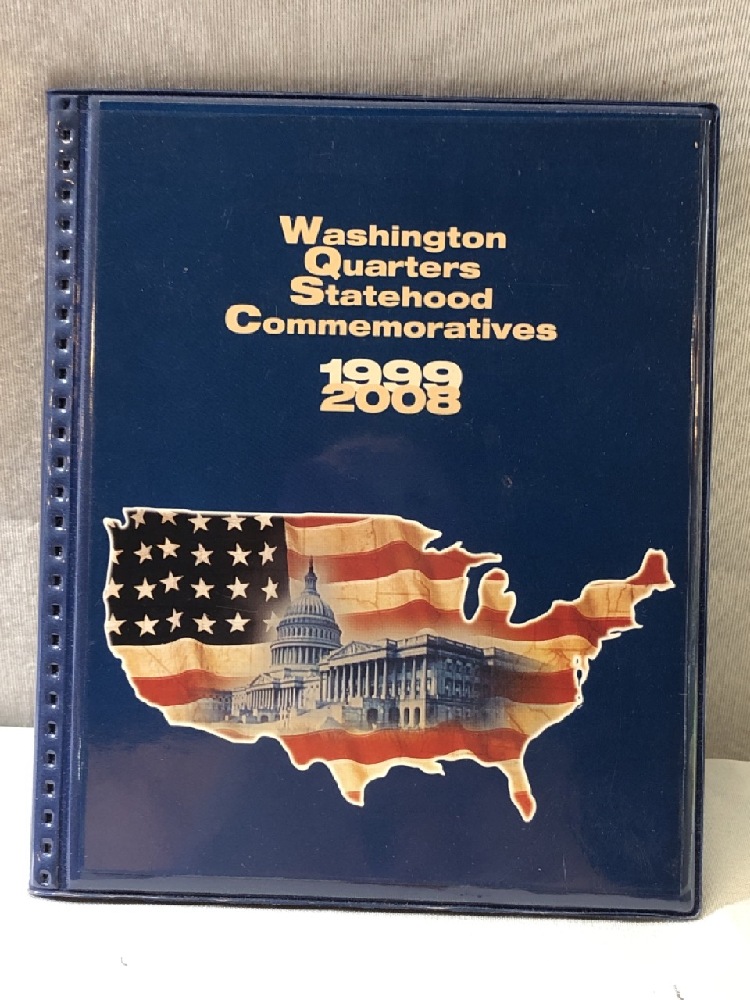 Washington
Quarters
Statehood
Commemoratives
1999
2008